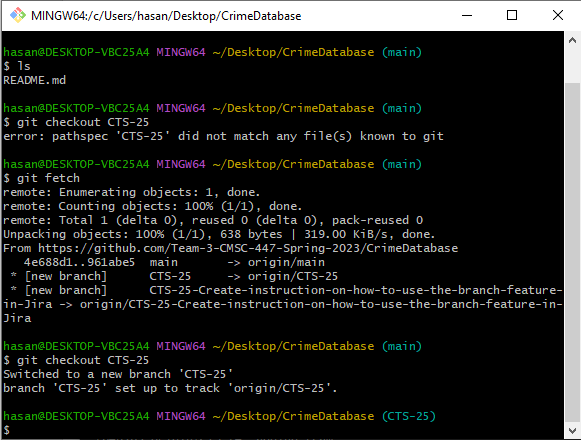 MINGW64:/c/Users/hasan/Desktop/CrimeDatabase
hasan@DESKTOP-VBC25A4 MINGW64 ~/Desktop/CrimeDatabase (main)
$ ls
README.md
hasan@DESKTOP-VBC25A4 MINGW64 ~/Desktop/CrimeDatabase (main)
$ git checkout CTS-25
error: pathspec 'CTS-25' did not match any file(s) known to git
hasan@DESKTOP-VBC25A4 MINGW64 ~/Desktop/CrimeDatabase (main)
$ git fetch
remote: Enumerating objects: 1, done.
remote: Counting objects: 100% (1/1), done.
remote: Total 1 (delta 0), reused 0 (delta 0), pack-reused 0
Unpacking objects: 100% (1/1), 638 bytes | 319.00 KiB/s, done.
From https://github.com/Team-3-CMSC-447-Spring-2023/CrimeDatabase
   4e688d1..961abe5  main       -> origin/main
 * [new branch]      CTS-25     -> origin/CTS-25
 * [new branch]      CTS-25-Create-instruction-on-how-to-use-the-branch-feature-
in-Jira -> origin/CTS-25-Create-instruction-on-how-to-use-the-branch-feature-in-
Jira
hasan@DESKTOP-VBC25A4 MINGW64 ~/Desktop/CrimeDatabase (main)
$ git checkout CTS-25
Switched to a new branch 'CTS-25'
branch 'CTS-25' set up to track 'origin/CTS-25'.
hasan@DESKTOP-VBC25A4 MINGW64 ~/Desktop/CrimeDatabase (CTS-25)
$